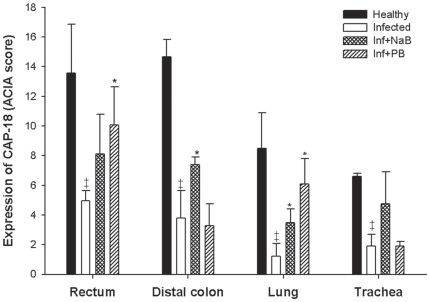 Expression of CAP-18 (ACIA score)
18
16
14
12
10
8
6
4
2
0
Healthy
Infected
Inf+NaB
Inf+PB
‡
*
‡
*
‡
*
*
‡
Rectum
Distal colon
Lung
Trachea